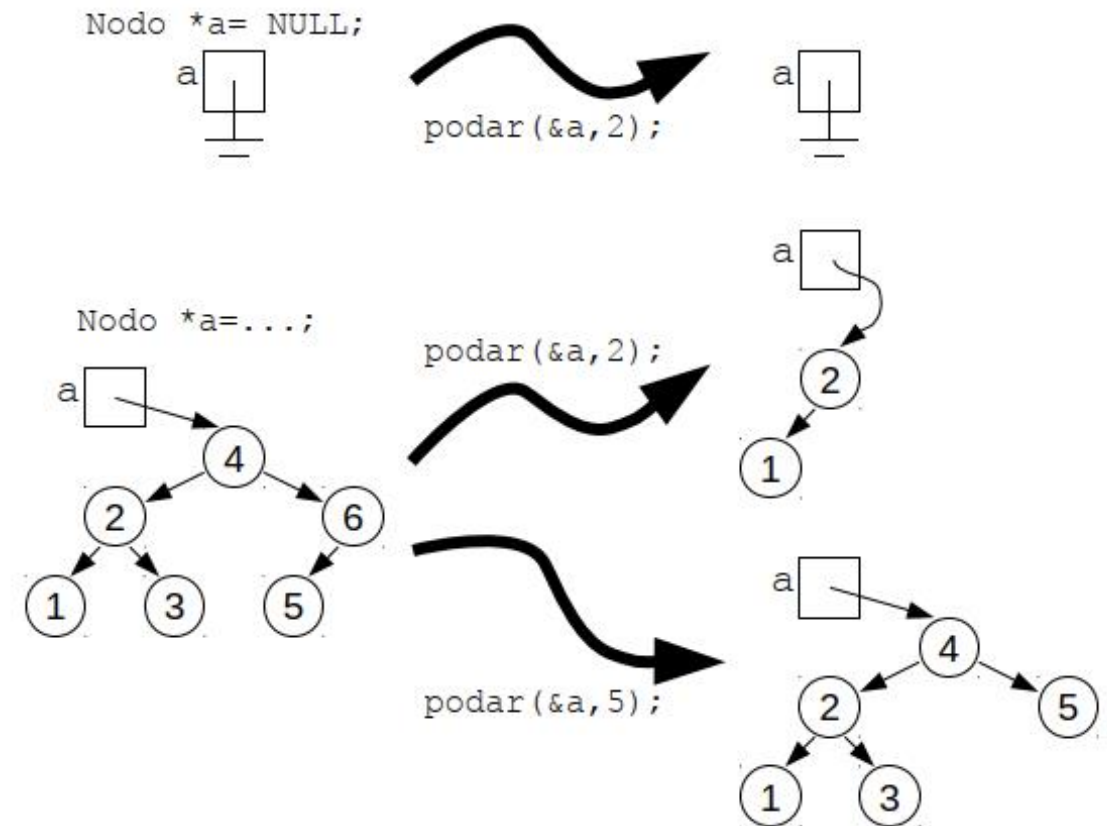 Nodo *a= NULL;
a
podar(&a,2);
a
Nodo *a=...;
a
4
2
6
1
3
5
podar(&a,2);
a
2
1
podar(&a,5);
a
4
2
5
1
3